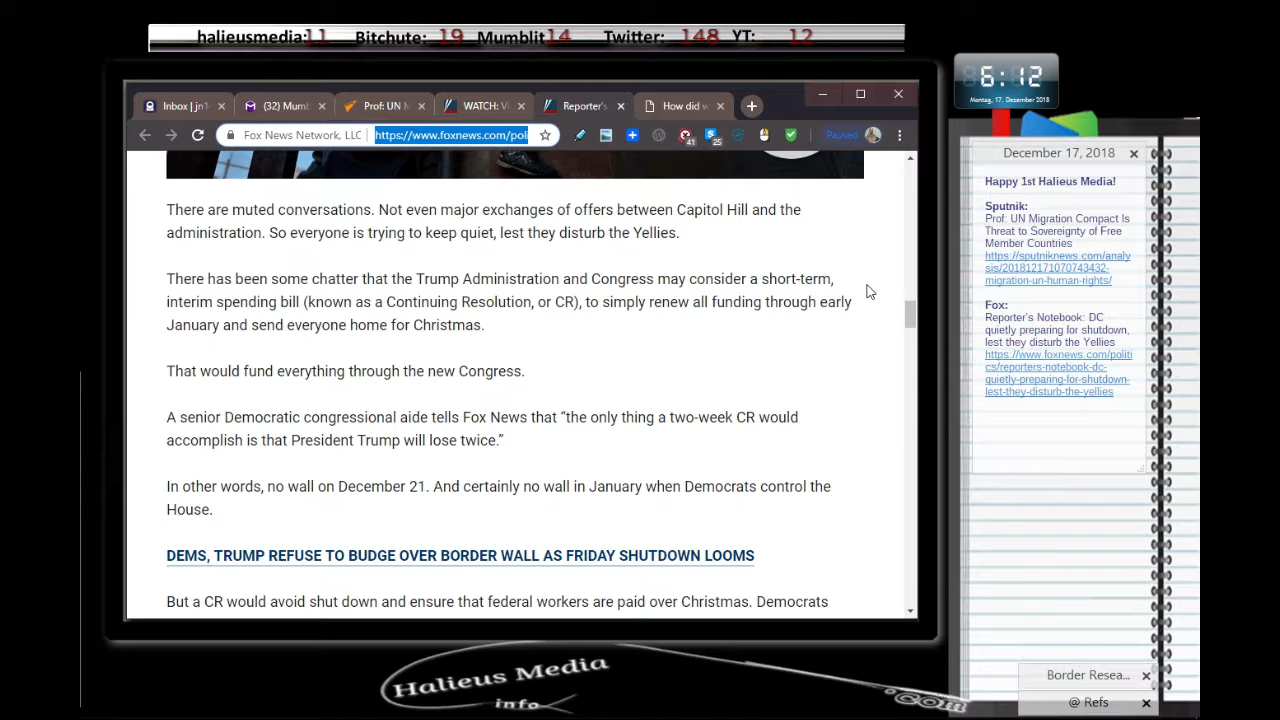 halieusmedia: 11 Bitchute: 19 Mumblit 14 Twitter: 148 YT: 12
6:12
Montag, 17. Dezember 2018
Inbox | jn1
(32) Mum
Prof: UN M
WATCH: Vi
Reporter's
How did w
Fox News Network, LLC https://www.foxnews.com/poli
41
25
Paused
There are muted conversations. Not even major exchanges of offers between Capitol Hill and the
administration. So everyone is trying to keep quiet, lest they disturb the Yellies.
There has been some chatter that the Trump Administration and Congress may consider a short-term,
interim spending bill (known as a Continuing Resolution, or CR), to simply renew all funding through early
January and send everyone home for Christmas.
That would fund everything through the new Congress.
A senior Democratic congressional aide tells Fox News that “the only thing a two-week CR would
accomplish is that President Trump will lose twice.”
In other words, no wall on December 21. And certainly no wall in January when Democrats control the
House.
DEMS, TRUMP REFUSE TO BUDGE OVER BORDER WALL AS FRIDAY SHUTDOWN LOOMS
But a CR would avoid shut down and ensure that federal workers are paid over Christmas. Democrats
December 17, 2018
Happy 1st Halieus Media!
Sputnik:
Prof: UN Migration Compact Is
Threat to Sovereignty of Free
Member Countries
https://sputniknews.com/analy
sis/201812171070743432-
migration-un-human-rights/
Fox:
Reporter's Notebook: DC
quietly preparing for shutdown,
lest they disturb the Yellies
https://www.foxnews.com/politi
cs/reporters-notebook-dc-
quietly-preparing-for-shutdown-
lest-they-disturb-the-yellies
Border Resea...
@ Refs
Halieus Media
info
.com